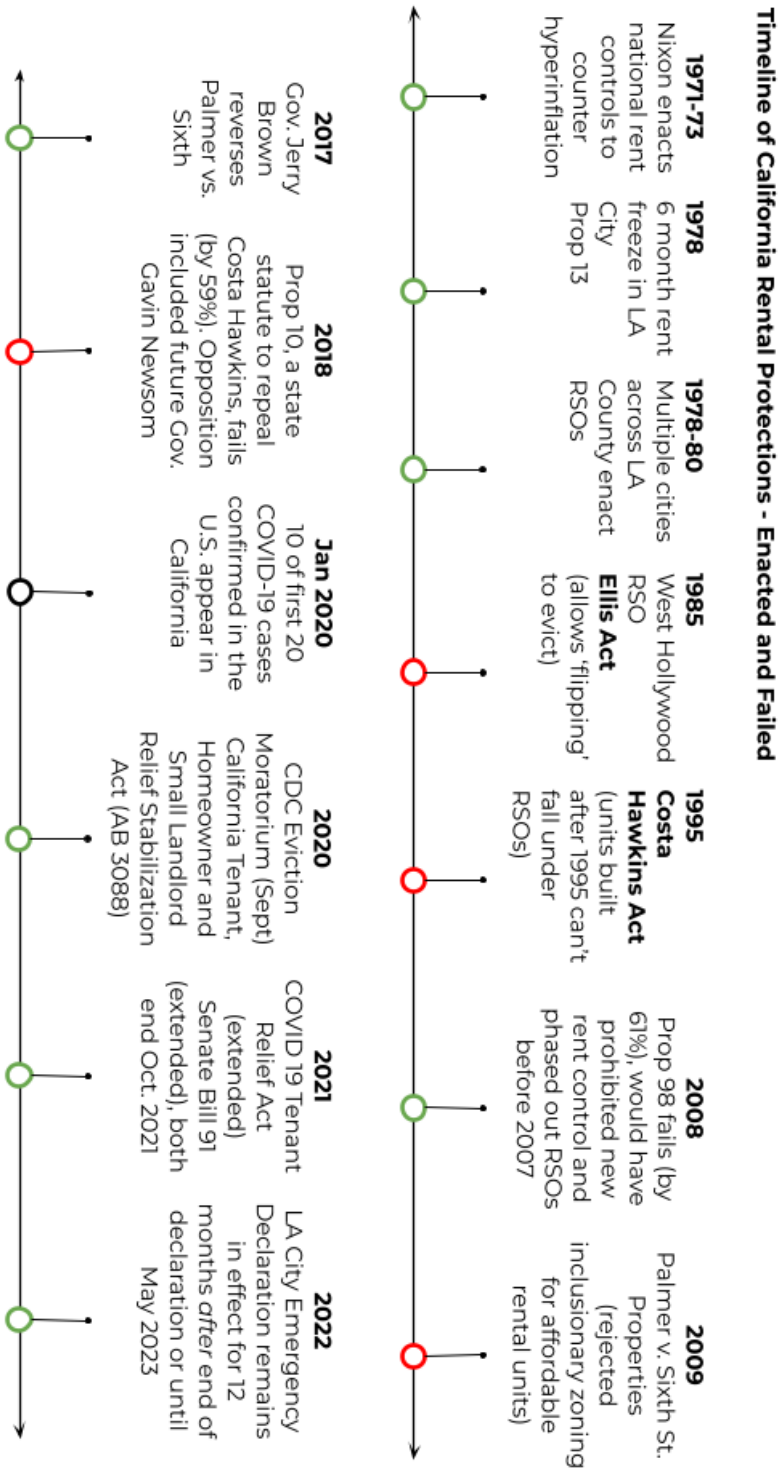 Timeline of California Rental Protections - Enacted and Failed
1971-73
Nixon enacts
national rent
controls to
counter
hyperinflation
1978
6 month rent
freeze in LA
City
Prop 13
1978-80
Multiple cities
across LA
County enact
RSOs
1985
West Hollywood
RSO
Ellis Act
(allows ‘flipping’
to evict)
1995
Costa
Hawkins Act
(units built
after 1995 can’t
fall under
RSOs)
2008
Prop 98 fails (by
61%), would have
prohibited new
rent control and
phased out RSOs
before 2007
2009
Palmer v. Sixth St.
Properties
(rejected
inclusionary zoning
for affordable
rental units)
2017
Gov. Jerry
Brown
reverses
Palmer vs.
Sixth
2018
Prop 10, a state
statute to repeal
Costa Hawkins, fails
(by 59%). Opposition
included future Gov.
Gavin Newsom
Jan 2020
10 of first 20
COVID-19 cases
confirmed in the
U.S. appear in
California
2020
CDC Eviction
Moratorium (Sept)
California Tenant,
Homeowner and
Small Landlord
Relief Stabilization
Act (AB 3088)
2021
COVID 19 Tenant
Relief Act
(extended)
Senate Bill 91
(extended), both
end Oct. 2021
2022
LA City Emergency
Declaration remains
in effect for 12
months after end of
declaration or until
May 2023